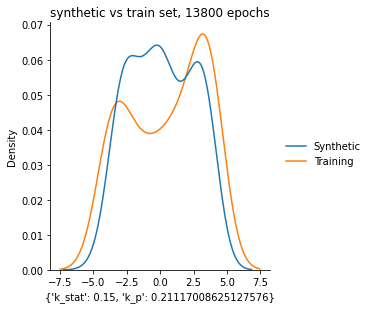 synthetic vs train set, 13800 epochs
0.07
0.06
0.05
0.04
0.03
0.02
0.01
0.00
Density
Synthetic
Training
−7.5 −5.0 −2.5 0.0 2.5 5.0 7.5
{'k_stat': 0.15, 'k_p': 0.21117008625127576}